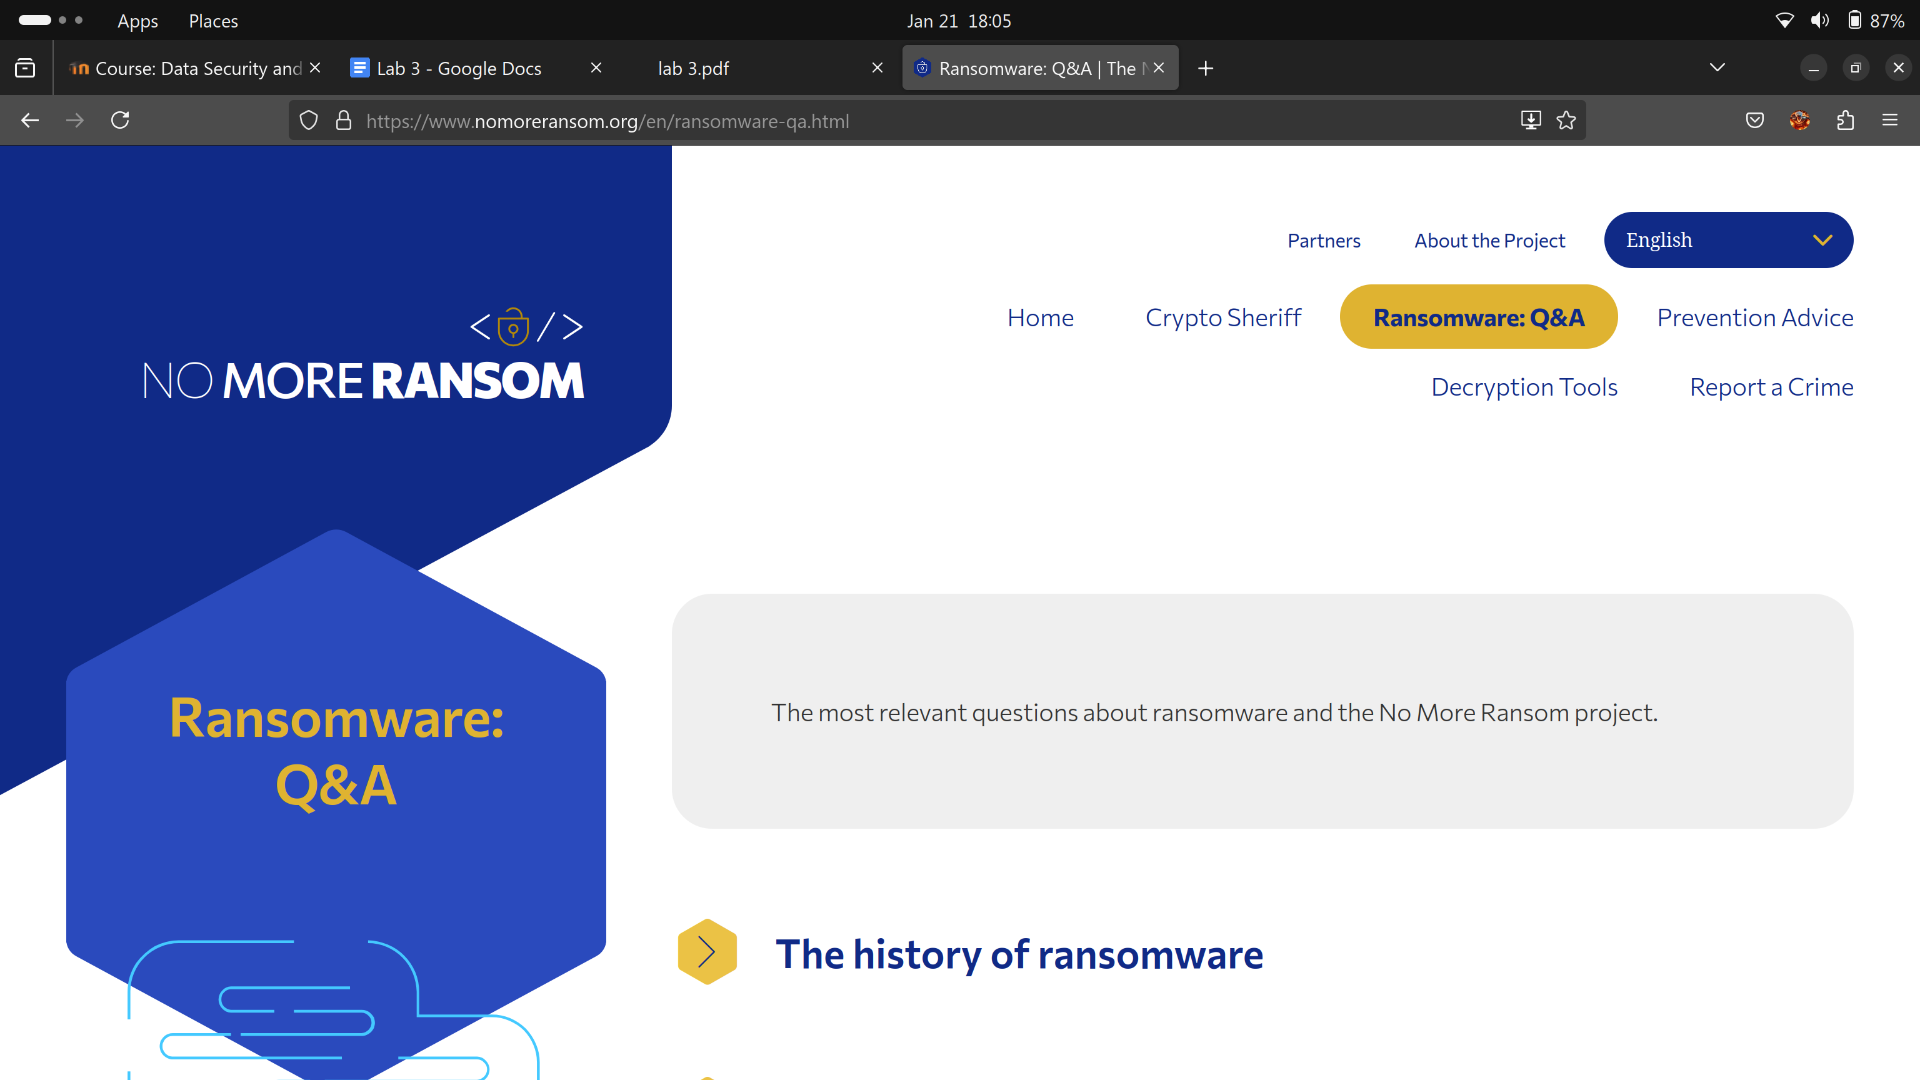 Apps Places Jan 21 18:05 87%
Course: Data Security and Lab 3 - Google Docs lab 3.pdf Ransomware: Q&A | The
https://www.nomoreransom.org/en/ransomware-qa.html
Partners About the Project English
Home Crypto Sheriff Ransomware: Q&A Prevention Advice
Decryption Tools Report a Crime
NO MORE RANSOM
Ransomware:
Q&A
The most relevant questions about ransomware and the No More Ransom project.
The history of ransomware